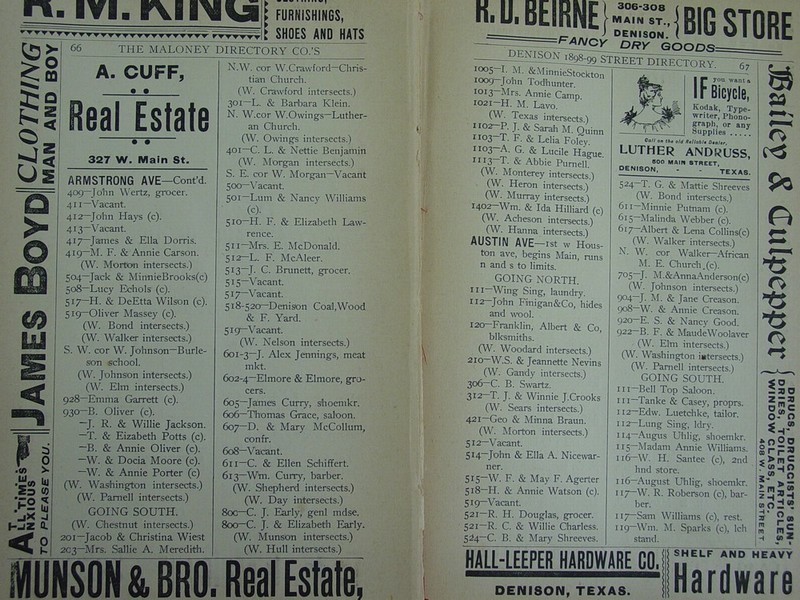 R. M. KING
FURNISHINGS,
SHOES AND HATS
66 THE MALONEY DIRECTORY CO.'S
CLOTHING MAN AND BOY
JAMES BOYD
AT ALL TIMES ANXIOUS TO PLEASE YOU.
A. CUFF,
Real Estate
327 W. Main St.
ARMSTRONG AVE—Cont'd.
409—John Wertz, grocer.
411—Vacant.
412—John Hays (c).
413—Vacant.
417—James & Ella Dorris.
419—M. F. & Annie Carson.
(W. Morton intersects.)
504—Jack & MinnieBrooks(c)
508—Lucy Echols (c).
517—H. & DeEtta Wilson (c).
519—Oliver Massey (c).
(W. Bond intersects.)
(W. Walker intersects.)
S. W. cor W. Johnson—Burle-
son school.
(W. Johnson intersects.)
(W. Elm intersects.)
928—Emma Garrett (c).
930—B. Oliver (c).
—J. R. & Willie Jackson.
—T. & Eizabeth Potts (c).
—B. & Annie Oliver (c).
—W. & Docia Moore (c).
—W. & Annie Porter (c)
(W. Washington intersects.)
(W. Parnell intersects.)
GOING SOUTH.
(W. Chestnut intersects.)
201—Jacob & Christina Wiest
203—Mrs. Sallie A. Meredith.
N.W. cor W.Crawford—Chris-
tian Church.
(W. Crawford intersects.)
301—L. & Barbara Klein.
N. W.cor W.Owings—Luther-
an Church.
(W. Owings intersects.)
401—C. L. & Nettie Benjamin
(W. Morgan intersects.)
S. E. cor W. Morgan—Vacant
500—Vacant.
501—Lum & Nancy Williams
(c).
510—H. F. & Elizabeth Law-
rence.
511—Mrs. E. McDonald.
512—L. F. McAleer.
513—J. C. Brunett, grocer.
515—Vacant.
517—Vacant.
518-520—Denison Coal,Wood
& F. Yard.
519—Vacant.
(W. Nelson intersects.)
601-3—J. Alex Jennings, meat
mkt.
602-4—Elmore & Elmore, gro-
cers.
605—James Curry, shoemkr.
606—Thomas Grace, saloon.
607—D. & Mary McCollum,
confr.
608—Vacant.
611—C. & Ellen Schiffert.
613—Wm. Curry, barber.
(W. Shepherd intersects.)
(W. Day intersects.)
800—C. J. Early, genl mdse.
800—C. J. & Elizabeth Early.
(W. Munson intersects.)
(W. Hull intersects.)
MUNSON & BRO. Real Estate,
R. D. BEIRNE
306-308
MAIN ST.,
DENISON.
BIG STORE
FANCY DRY GOODS
DENISON 1898-99 STREET DIRECTORY. 67
1005—I. M. &MinnieStockton
1009—John Todhunter.
1013—Mrs. Annie Camp.
1021—H. M. Lavo.
(W. Texas intersects.)
1102—P. J. & Sarah M. Quinn
1103—T. F. & Lelia Foley.
1103—A. G. & Lucile Hague.
1113—T. & Abbie Purnell.
(W. Monterey intersects.)
(W. Heron intersects.)
(W. Murray intersects.)
1402—Wm. & Ida Hilliard (c)
(W. Acheson intersects.)
(W. Hanna intersects.)
AUSTIN AVE—1st w Hous-
ton ave, begins Main, runs
n and s to limits.
GOING NORTH.
111—Wing Sing, laundry.
112—John Finigan&Co, hides
and wool.
120—Franklin, Albert & Co,
blksmiths.
(W. Woodard intersects.)
210—W.S. & Jeannette Nevins
(W. Gandy intersects.)
306—C. B. Swartz.
312—T. J. & Winnie J.Crooks
(W. Sears intersects.)
421—Geo & Minna Braun.
(W. Morton intersects.)
512—Vacant.
514—John & Ella A. Nicewar-
ner.
515—W. F. & May F. Agerter
518—H. & Annie Watson (c).
519—Vacant.
521—R. H. Douglas, grocer.
521—R. C. & Willie Charless.
524—C. B. & Mary Shreeves.
IF you want a
Bicycle,
Kodak, Type-
writer, Phono-
graph, or any
Supplies .....
Call on the old Reliable Dealer,
LUTHER ANDRUSS,
500 MAIN STREET,
DENISON, - TEXAS.
524—T. G. & Mattie Shreeves
(W. Bond intersects.)
611—Minnie Putnam (c).
615—Malinda Webber (c).
617—Albert & Lena Collins(c)
(W. Walker intersects.)
N. W. cor Walker—African
M. E. Church,(c).
705—J. M.&AnnaAnderson(c)
(W. Johnson intersects.)
904—J. M. & Jane Creason.
908—W. & Annie Creason.
920—E. S. & Nancy Good.
922—B. F. & MaudeWoolaver
(W. Elm intersects.)
(W. Washington intersects.)
(W. Parnell intersects.)
GOING SOUTH.
111—Bell Top Saloon.
111—Tanke & Casey, proprs.
112—Edw. Luetchke, tailor.
112—Lung Sing, ldry.
114—Augus Uhlig, shoemkr.
115—Madam Annie Williams.
116—W. H. Santee (c), 2nd
hnd store.
116—August Uhlig, shoemkr.
117—W. R. Roberson (c), bar-
ber.
117—Sam Williams (c), rest.
119—Wm. M. Sparks (c), lch
stand.
Bailey & Culpepper
DRUGS, DRUGGISTS' SUN-
DRIES, TOILET ARTICLES,
WINDOW GLASS, ETC.
408 W. MAIN STREET
HALL-LEEPER HARDWARE CO.
DENISON, TEXAS.
SHELF AND HEAVY
Hardware